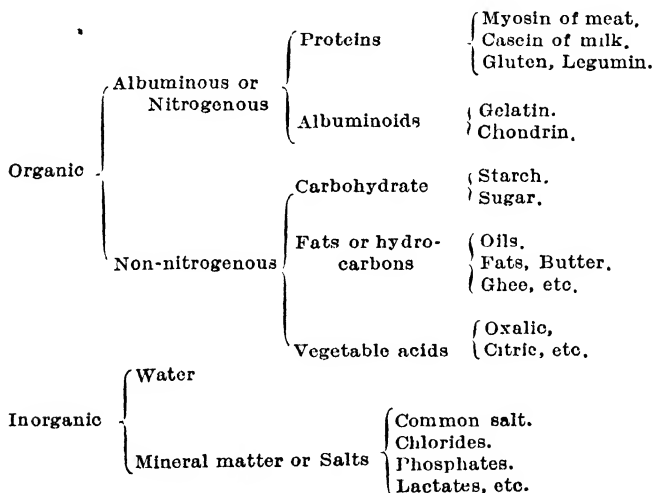 Myosin of meat.
Proteins
Casein of milk.
Gluten, Legumin.
Albuminous or
Nitrogenous
Gelatin.
Albuminoids
Chondrin.
Organic
Starch.
Carbohydrate
Sugar.
Fats or hydro-
carbons
Oils.
Fats, Butter.
Ghee, etc.
Non-nitrogenous
Oxalic,
Vegetable acids
Citric, etc.
Water
Inorganic
Common salt.
Chlorides.
Mineral matter or Salts
Phosphates.
Lactates, etc.